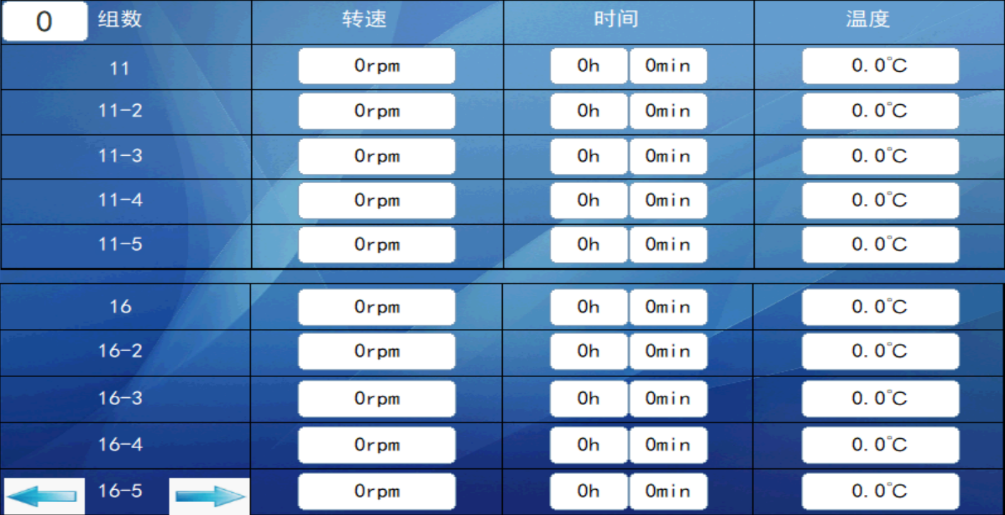 0 组数 转速 时间 温度
11 0rpm 0h 0min 0.0℃
11-2 0rpm 0h 0min 0.0℃
11-3 0rpm 0h 0min 0.0℃
11-4 0rpm 0h 0min 0.0℃
11-5 0rpm 0h 0min 0.0℃
16 0rpm 0h 0min 0.0℃
16-2 0rpm 0h 0min 0.0℃
16-3 0rpm 0h 0min 0.0℃
16-4 0rpm 0h 0min 0.0℃
16-5 0rpm 0h 0min 0.0℃